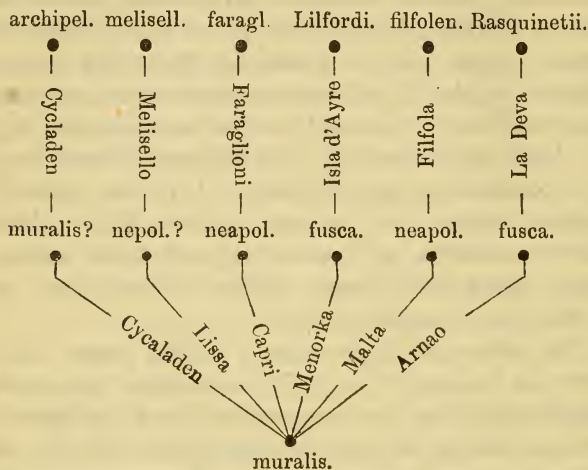 archipel. melisell. faragl. Lilfordi. filfolen. Rasquinetii.
Cycladen Melisello Faraglioni Isla d'Ayre Filfola La Deva
muralis? nepol.? neapol. fusca. neapol. fusca.
Cycaladen Lissa Capri Menorka Malta Arnao
muralis.